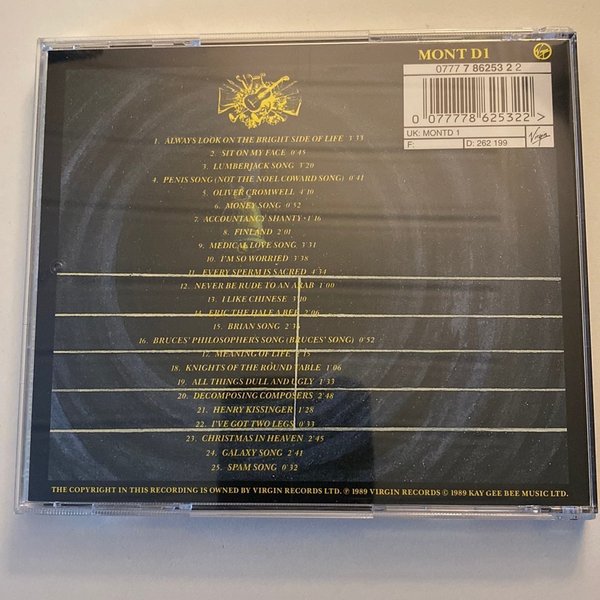 MONT D1
Virgin
0777 7 86253 2 2
0 077778 625322 >
UK: MONTD 1
F: D: 262 199
Virgin
1. ALWAYS LOOK ON THE BRIGHT SIDE OF LIFE 3'33
2. SIT ON MY FACE 0'45
3. LUMBERJACK SONG 3'20
4. PENIS SONG (NOT THE NOEL COWARD SONG) 0'41
5. OLIVER CROMWELL 4'10
6. MONEY SONG 0'52
7. ACCOUNTANCY SHANTY 1'16
8. FINLAND 2'01
9. MEDICAL LOVE SONG 3'31
10. I'M SO WORRIED 3'38
11. EVERY SPERM IS SACRED 4'34
12. NEVER BE RUDE TO AN ARAB 1'00
13. I LIKE CHINESE 3'10
14. ERIC THE HALF A BEE 2'06
15. BRIAN SONG 2'34
16. BRUCES' PHILOSOPHERS SONG (BRUCES' SONG) 0'52
17. MEANING OF LIFE 2'15
18. KNIGHTS OF THE ROUND TABLE 1'06
19. ALL THINGS DULL AND UGLY 1'33
20. DECOMPOSING COMPOSERS 2'48
21. HENRY KISSINGER 1'28
22. I'VE GOT TWO LEGS 0'33
23. CHRISTMAS IN HEAVEN 2'45
24. GALAXY SONG 2'41
25. SPAM SONG 0'32
THE COPYRIGHT IN THIS RECORDING IS OWNED BY VIRGIN RECORDS LTD. ℗ 1989 VIRGIN RECORDS © 1989 KAY GEE BEE MUSIC LTD.